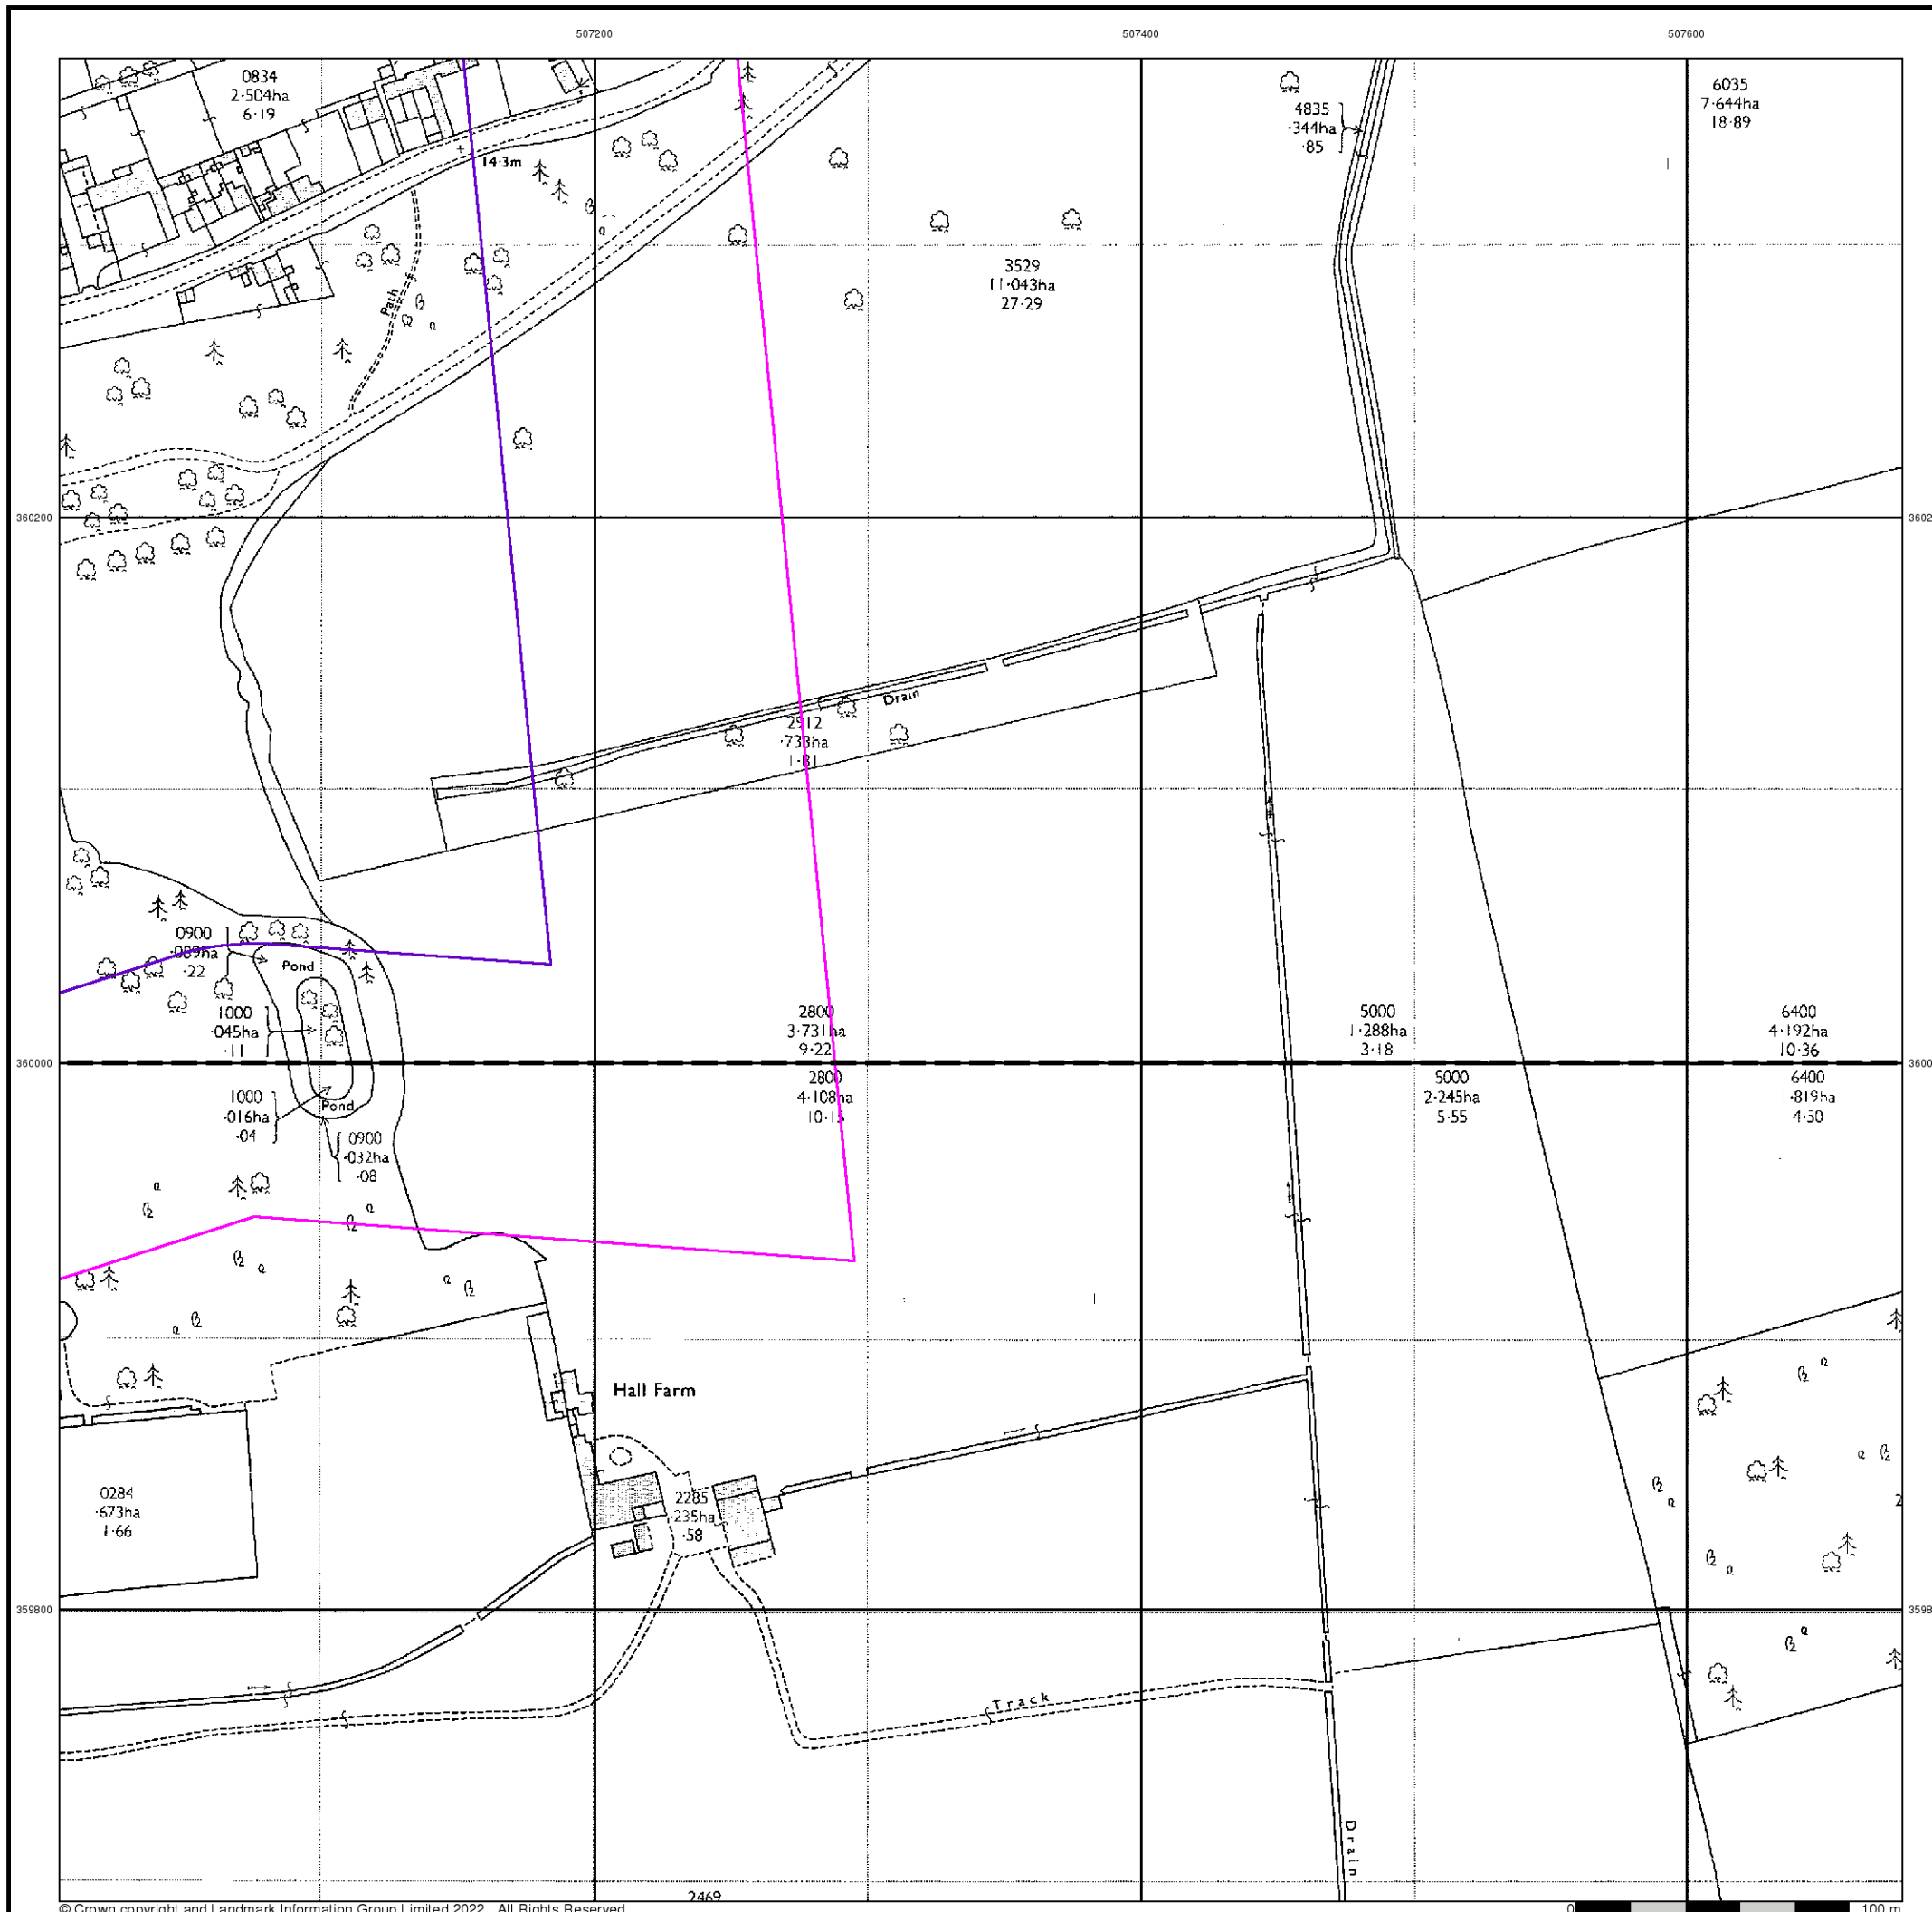 507200
507400
507600
0834
2·504ha
6·19
14·3m
4835
·344ha
·85
6035
7·644ha
18·89
3529
11·043ha
27·29
Path
360200
3602
Drain
2912
·733ha
1·81
0900
·089ha
·22
Pond
1000
·045ha
·11
2800
3·731ha
9·22
5000
1·288ha
3·18
6400
4·192ha
10·36
360000
3600
1000
·016ha
·04
Pond
0900
·032ha
·08
2800
4·108ha
10·15
5000
2·245ha
5·55
6400
1·819ha
4·50
Hall Farm
0284
·673ha
1·66
2285
·235ha
·58
2
359800
3598
Track
Drain
2469
© Crown copyright and Landmark Information Group Limited 2022. All Rights Reserved.
0
100 m